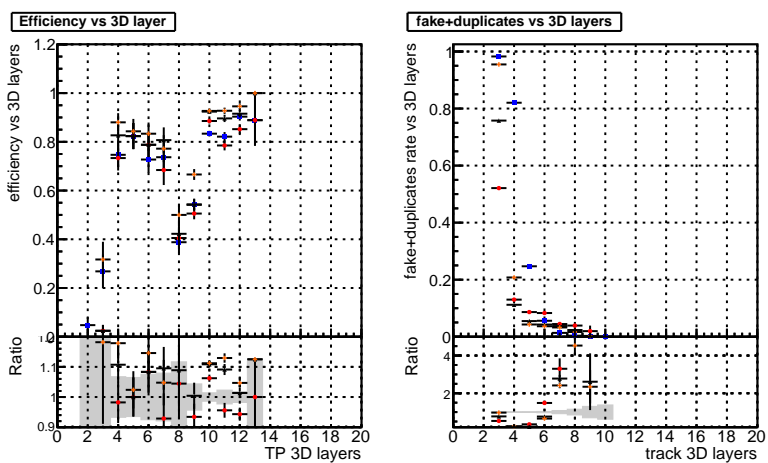 Efficiency vs 3D layer
efficiency vs 3D layers
1.2
1
0.8
0.6
0.4
0.2
0
Ratio
1.1
1
0.9
0 2 4 6 8 10 12 14 16 18 20
TP 3D layers
fake+duplicates vs 3D layers
fake+duplicates rate vs 3D layers
1
0.8
0.6
0.4
0.2
0
Ratio
4
2
0 2 4 6 8 10 12 14 16 18 20
track 3D layers